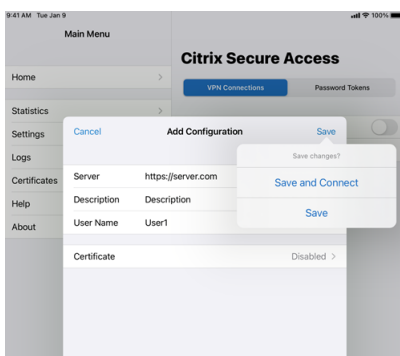 9:41 AM Tue Jan 9
100%
Main Menu
Citrix Secure Access
Home
VPN Connections
Password Tokens
Statistics
Settings
Cancel
Add Configuration
Save
Logs
Save changes?
Certificates
Server
https://server.com
Save and Connect
Help
Description
Description
Save
About
User Name
User1
Certificate
Disabled